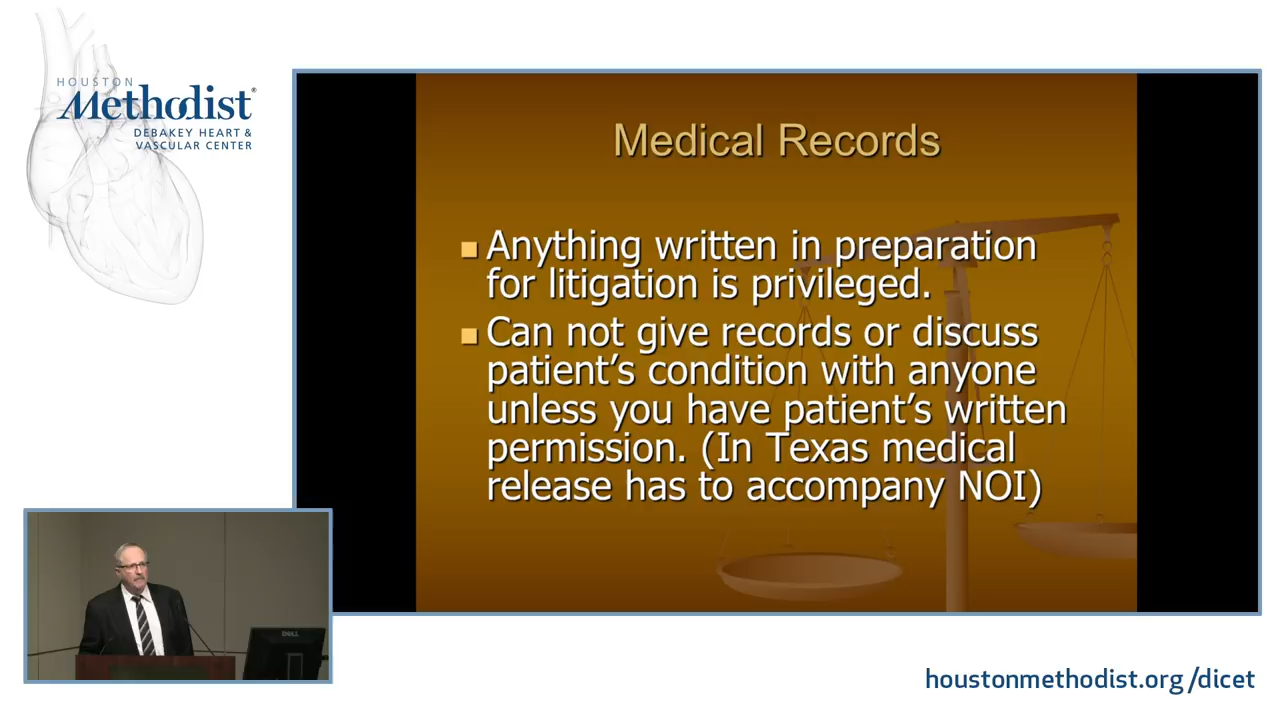 HOUSTON
Methodist®
DEBAKEY HEART &
VASCULAR CENTER
Medical Records
Anything written in preparation
for litigation is privileged.
Can not give records or discuss
patient’s condition with anyone
unless you have patient’s written
permission. (In Texas medical
release has to accompany NOI)
DELL
houstonmethodist.org/dicet